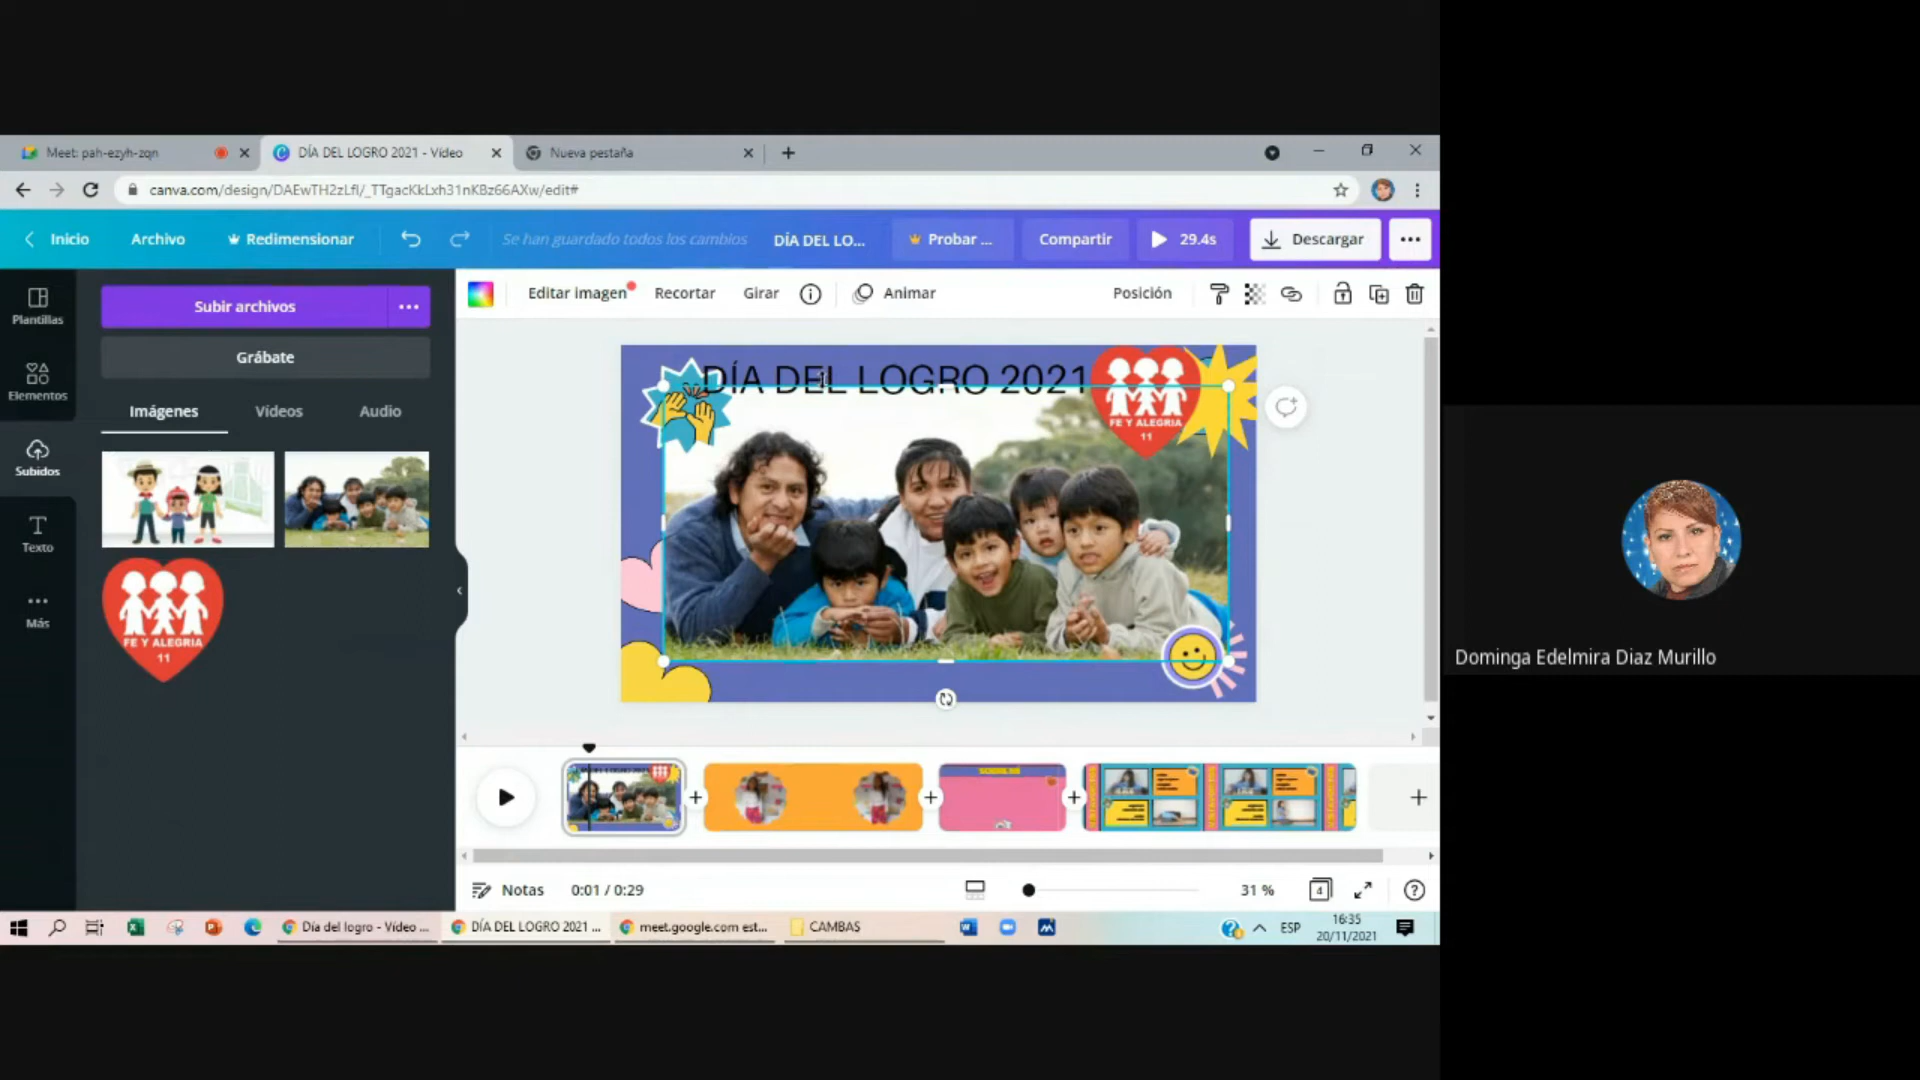 Meet: pah-ezyh-zqn
DÍA DEL LOGRO 2021 - Vídeo
Nueva pestaña
canva.com/design/DAEwTH2zLfI/_TTgacKkLxh31nKBz66AXw/edit#
Inicio
Archivo
Redimensionar
Se han guardado todos los cambios
DÍA DEL LO...
Probar ...
Compartir
29.4s
Descargar
Plantillas
Elementos
Subidos
Texto
Más
Subir archivos
Grábate
Imágenes
Vídeos
Audio
FE Y ALEGRIA
11
Editar imagen
Recortar
Girar
Animar
Posición
DÍA DEL LOGRO 2021
FE Y ALEGRIA
11
Dominga Edelmira Diaz Murillo
Notas
0:01 / 0:29
31 %
4
Día del logro - Vídeo ...
DÍA DEL LOGRO 2021 ...
meet.google.com est...
CAMBAS
ESP
16:35
20/11/2021